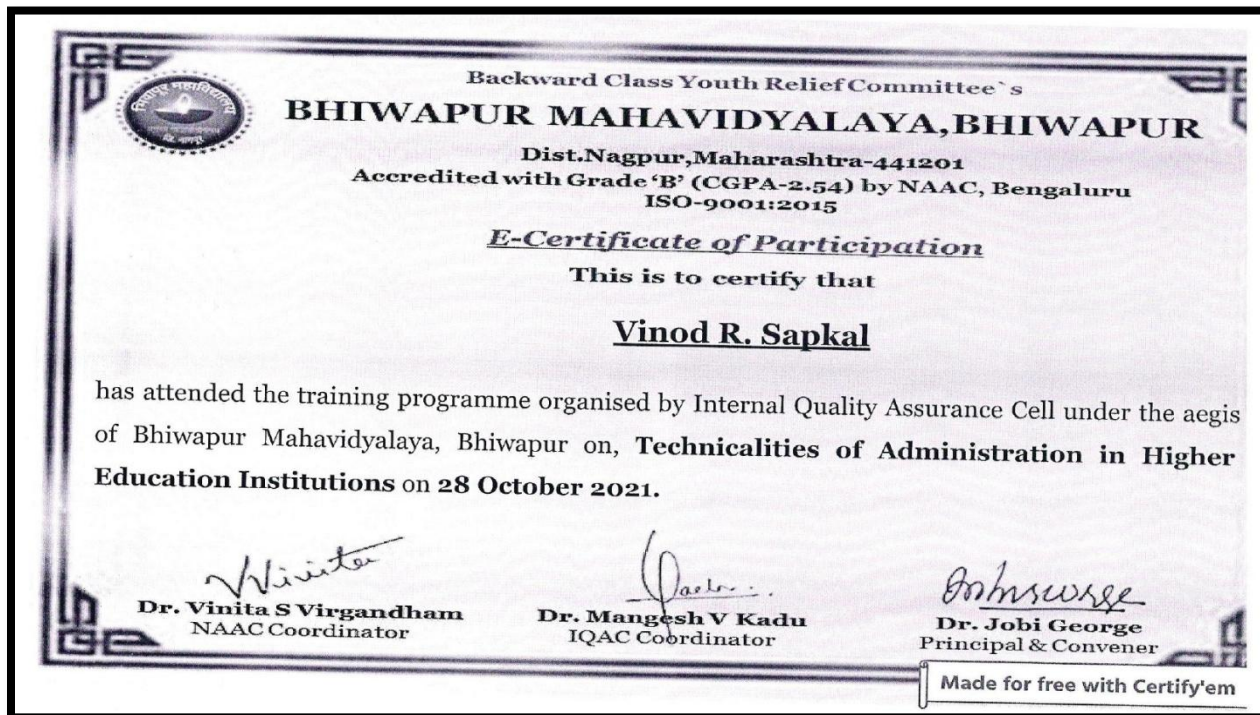 भिवापूर महाविद्यालय
Backward Class Youth Relief Committee`s
BHIWAPUR MAHAVIDYALAYA,BHIWAPUR
Dist.Nagpur,Maharashtra-441201
Accredited with Grade ‘B’ (CGPA-2.54) by NAAC, Bengaluru
ISO-9001:2015
E-Certificate of Participation
This is to certify that
Vinod R. Sapkal
has attended the training programme organised by Internal Quality Assurance Cell under the aegis
of Bhiwapur Mahavidyalaya, Bhiwapur on, Technicalities of Administration in Higher
Education Institutions on 28 October 2021.
Dr. Vinita S Virgandham
NAAC Coordinator
Dr. Mangesh V Kadu
IQAC Coordinator
Dr. Jobi George
Principal & Convener
Made for free with Certify'em